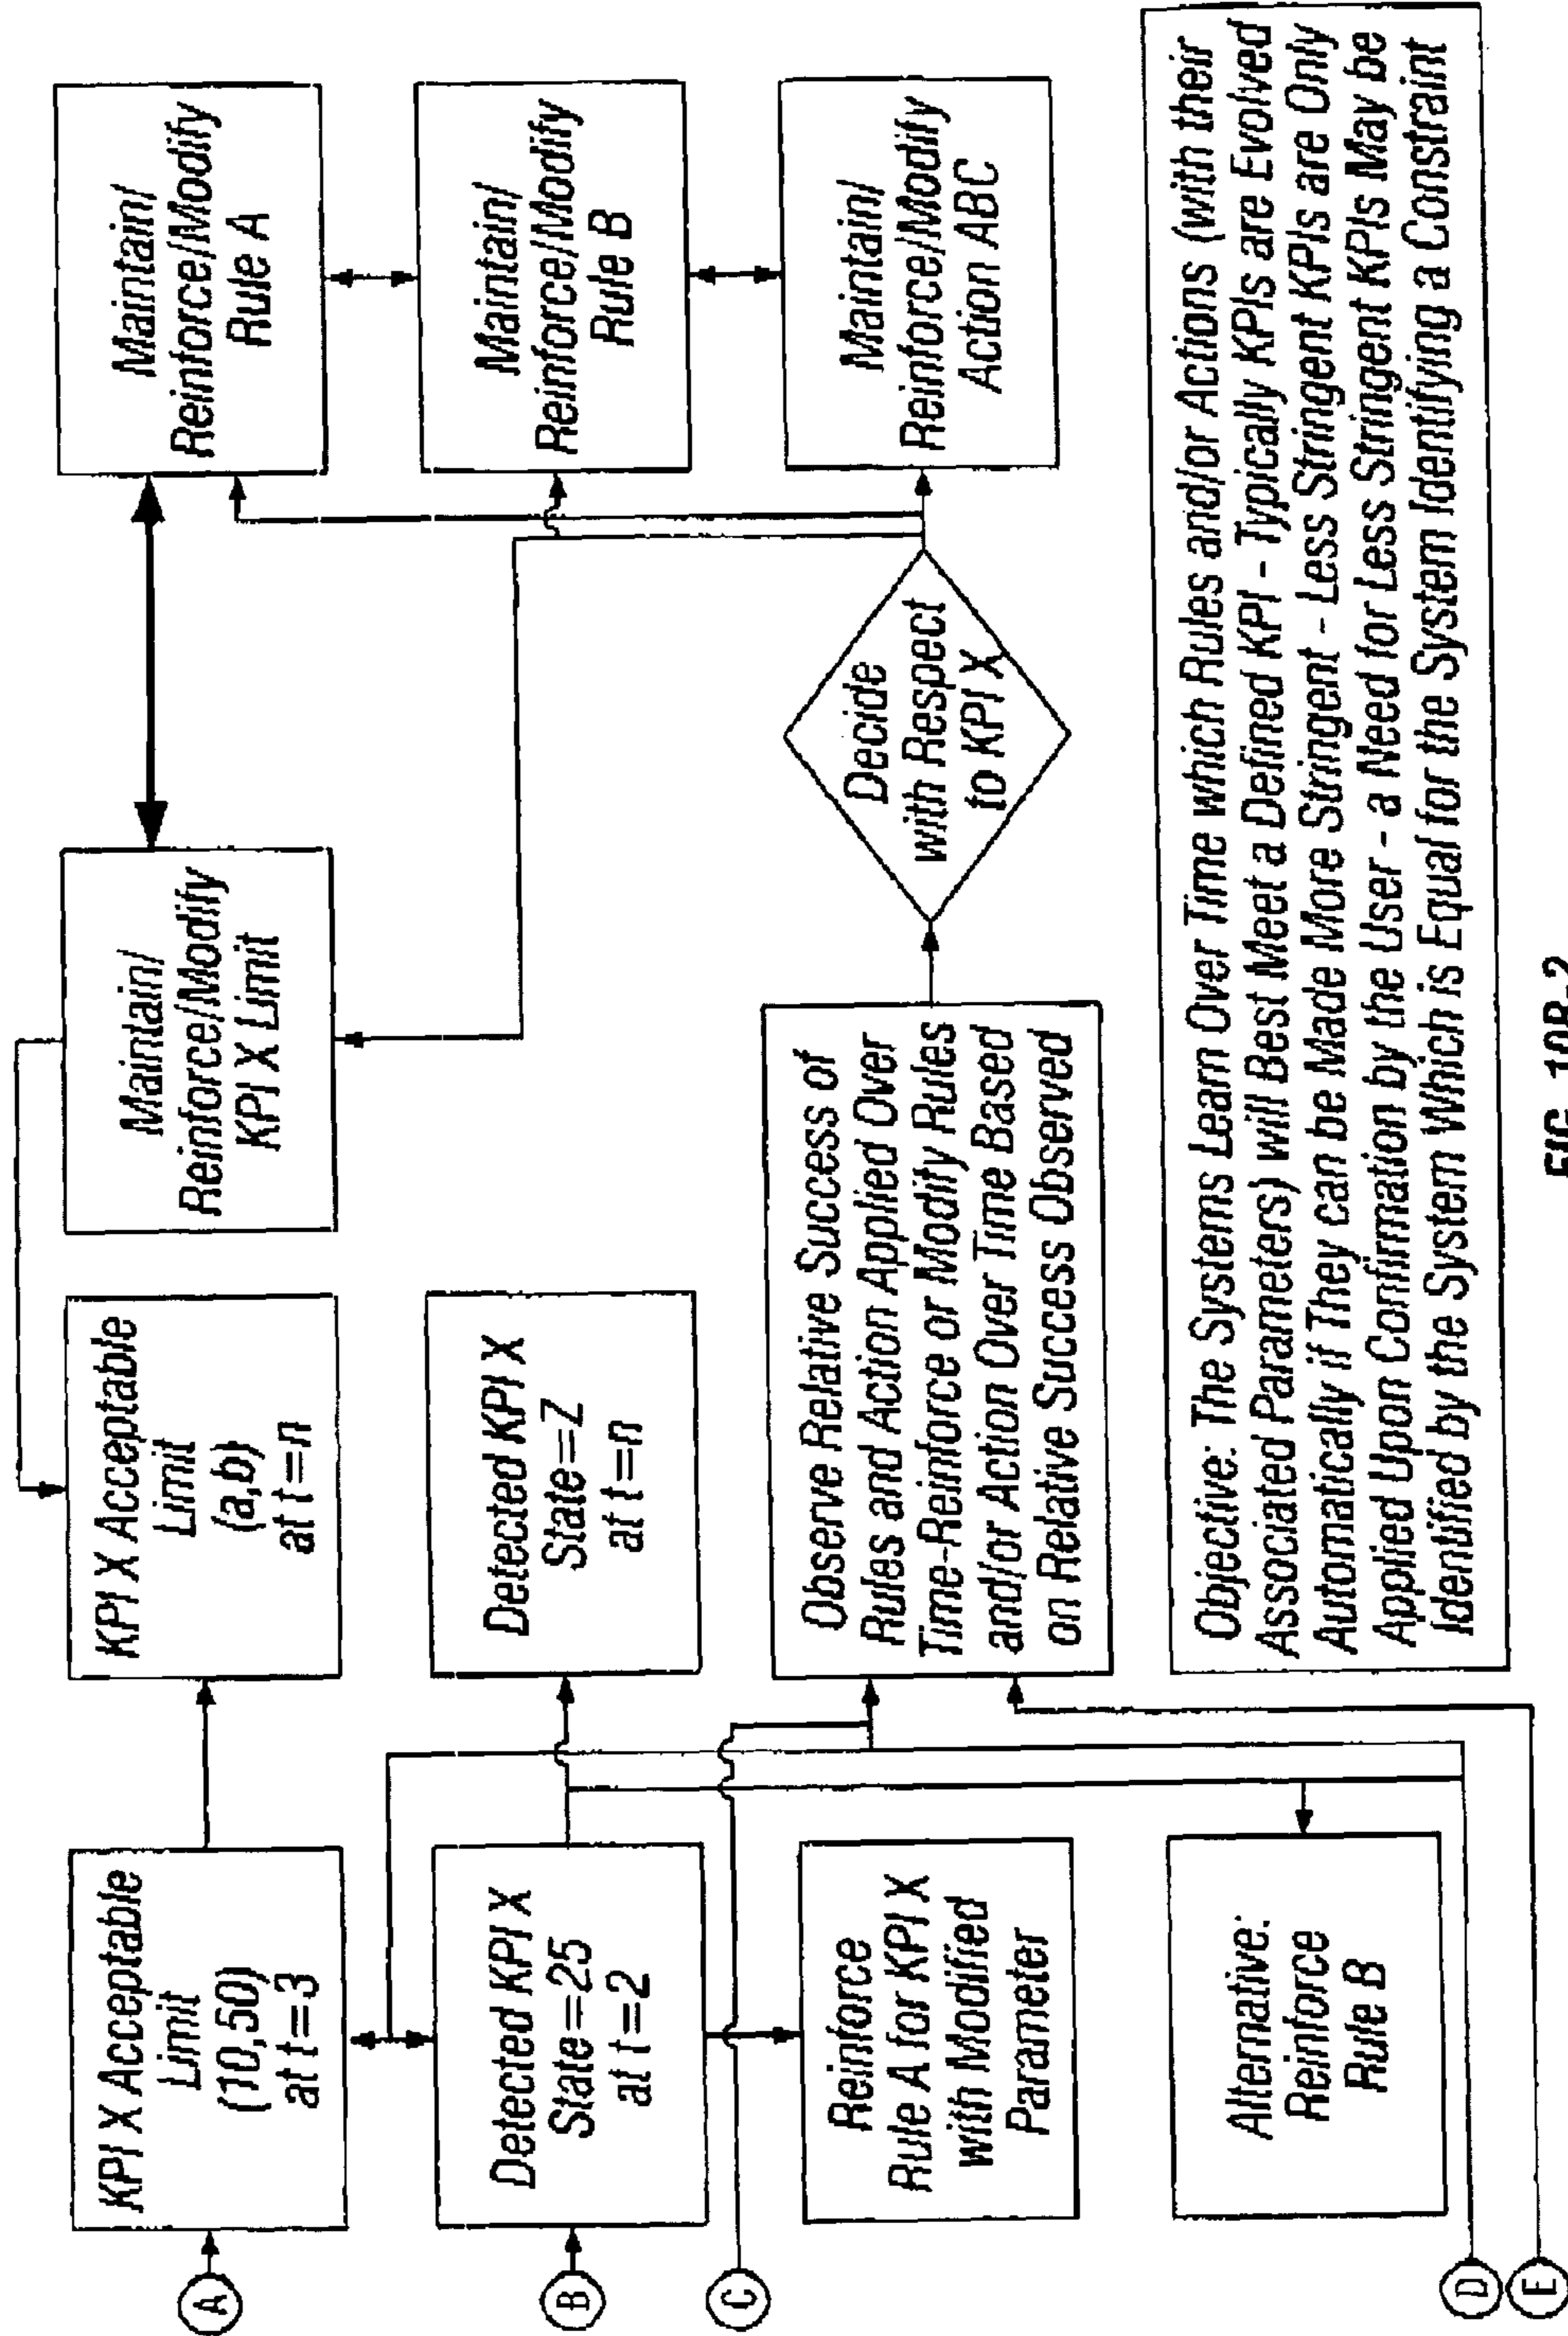 A
KPI X Acceptable
Limit
(10,50)
at t=3
KPI X Acceptable
Limit
(a,b)
at t=n
Maintain/
Reinforce/Modify
KPI X Limit
Maintain/
Reinforce/Modify
Rule A
B
Detected KPI X
State=25
at t=2
Detected KPI X
State=Z
at t=n
Maintain/
Reinforce/Modify
Rule B
C
Reinforce
Rule A for KPI X
with Modified
Parameter
Observe Relative Success of
Rules and Action Applied Over
Time-Reinforce or Modify Rules
and/or Action Over Time Based
on Relative Success Observed
Decide
with Respect
to KPI X
Maintain/
Reinforce/Modify
Action ABC
Alternative:
Reinforce
Rule B
D
E
Objective: The Systems Learn Over Time which Rules and/or Actions (with their
Associated Parameters) will Best Meet a Defined KPI - Typically KPIs are Evolved
Automatically if They can be Made More Stringent - Less Stringent KPIs are Only
Applied Upon Confirmation by the User - a Need for Less Stringent KPIs May be
Identified by the System Which is Equal for the System Identifying a Constraint
FIG. 10B-2